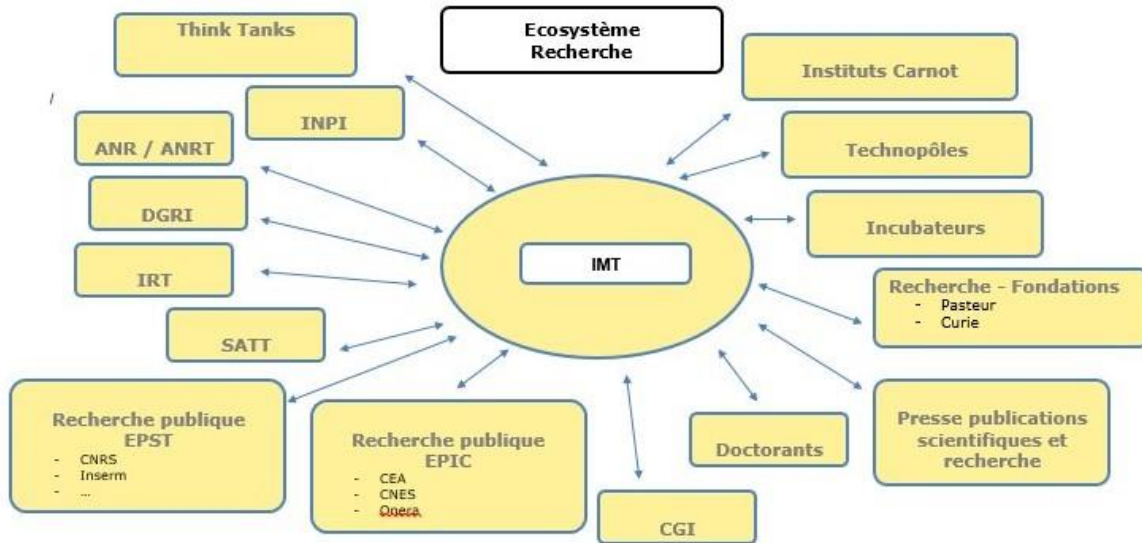 Think Tanks
Ecosystème
Recherche
Instituts Carnot
/
INPI
ANR / ANRT
Technopôles
DGRI
Incubateurs
IMT
IRT
Recherche - Fondations
- Pasteur
- Curie
SATT
Recherche publique
EPST
- CNRS
- Inserm
- ...
Recherche publique
EPIC
- CEA
- CNES
- Onera
Doctorants
Presse publications
scientifiques et
recherche
CGI